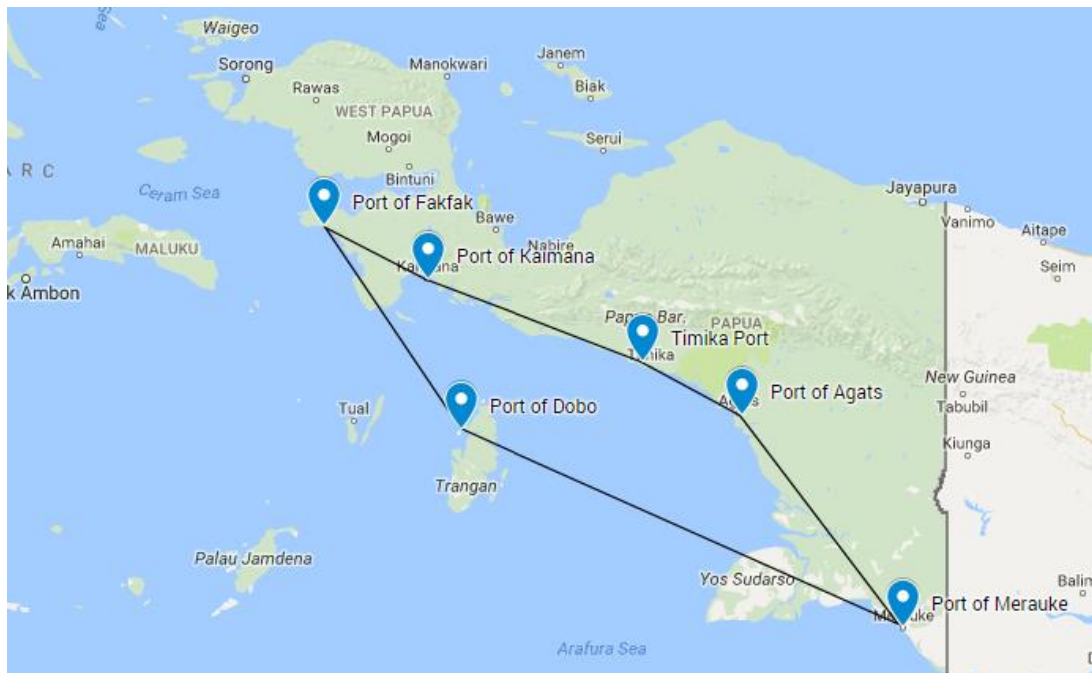 Waigeo
Sorong
Manokwari
Janem
Biak
Rawas
WEST PAPUA
Mogoi
Bintuni
Serui
ARC
Ceram Sea
Port of Fakfak
Jayapura
Vanimo
Aitape
Bawe
Amahai
MALUKU
Nabire
Port of Kaimana
Seim
k Ambon
PAPUA
Timika Port
New Guinea
Port of Agats
Tabubil
Tual
Port of Dobo
Kiunga
Trangan
Palau Jamdena
Yos Sudarso
Balim
Port of Merauke
Arafura Sea